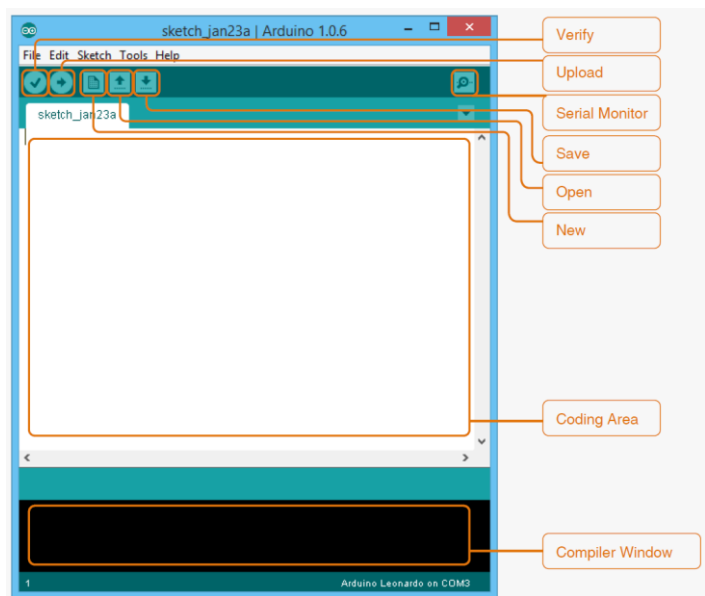 sketch_jan23a | Arduino 1.0.6
File Edit Sketch Tools Help
sketch_jan23a
Verify
Upload
Serial Monitor
Save
Open
New
Coding Area
Compiler Window
1
Arduino Leonardo on COM3